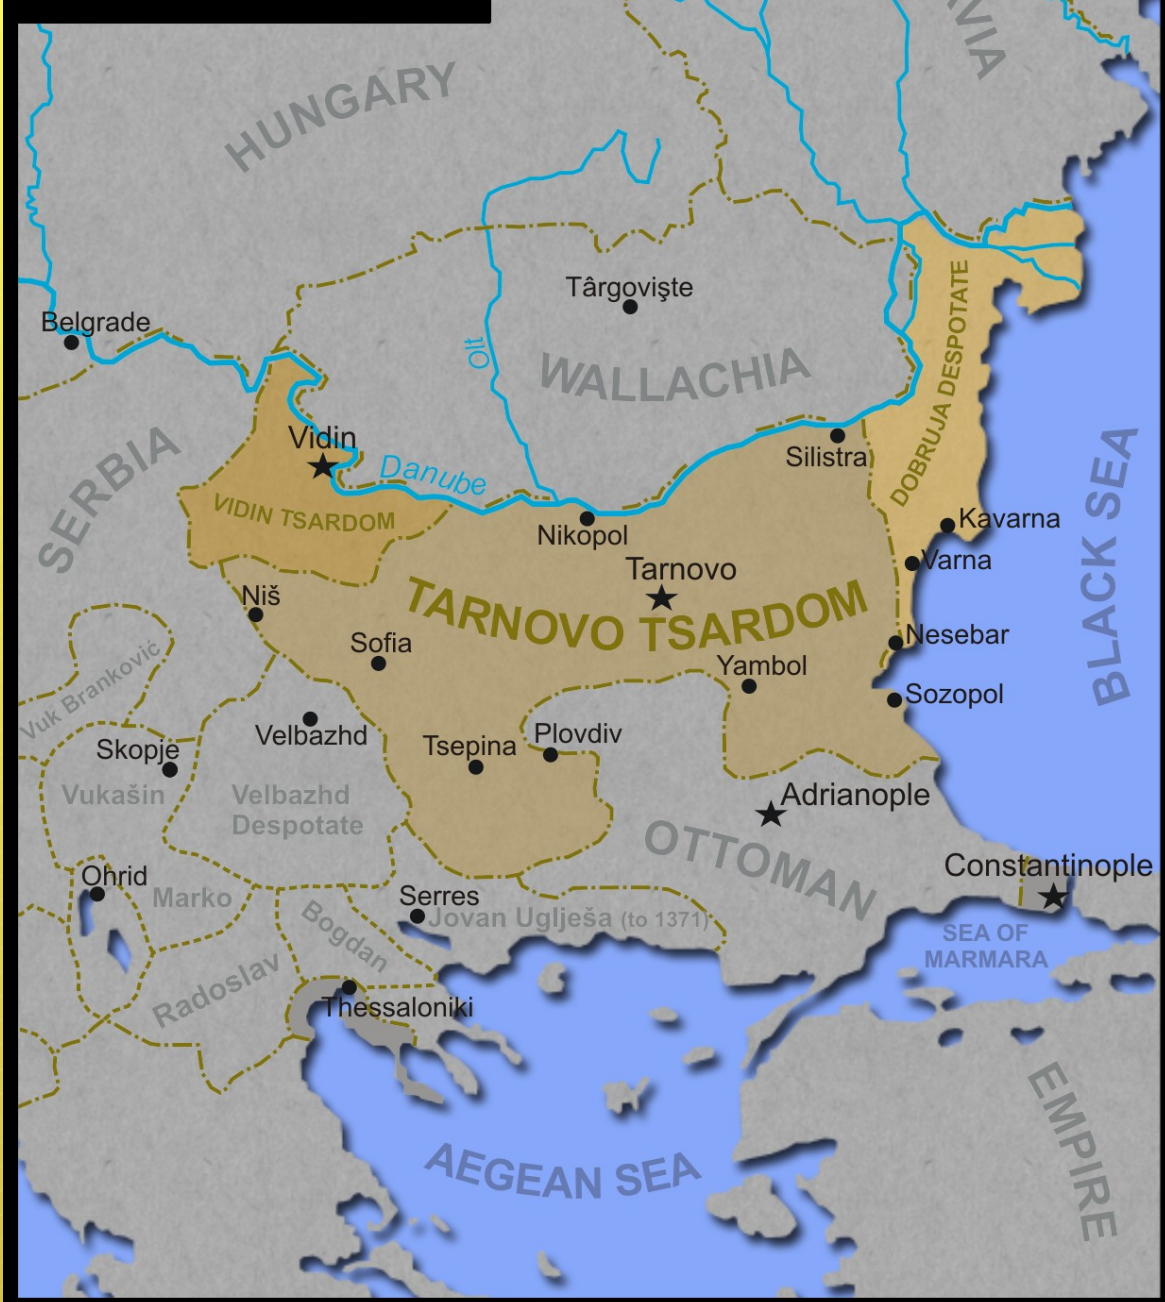 HUNGARY
AVIA
Târgovişte
Belgrade
Olt
WALLACHIA
DOBRUJA DESPOTATE
SERBIA
Vidin
Silistra
Danube
VIDIN TSARDOM
BLACK SEA
Nikopol
Kavarna
Varna
Tarnovo
TARNOVO TSARDOM
Niš
Sofia
Nesebar
Yambol
Sozopol
Vuk Branković
Velbazhd
Tsepina
Plovdiv
Skopje
Vukašin
Velbazhd
Despotate
Adrianople
OTTOMAN
Constantinople
Ohrid
Marko
Serres
Jovan Uglješa (to 1371)
Bogdan
SEA OF
MARMARA
Radoslav
Thessaloniki
EMPIRE
AEGEAN SEA